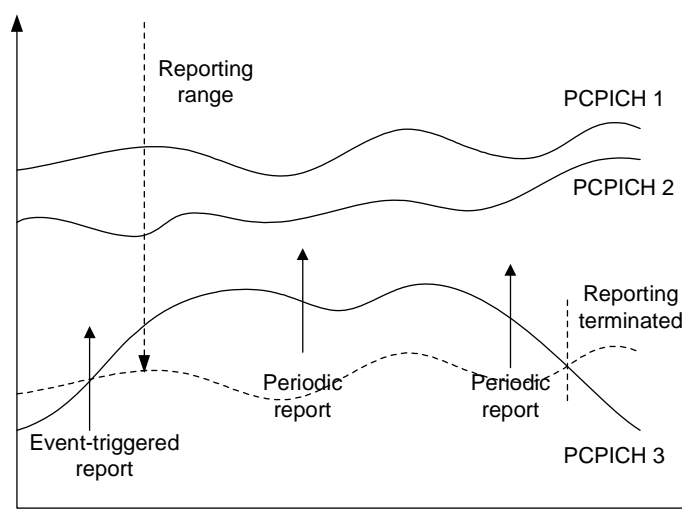 Reporting
range
PCPICH 1
PCPICH 2
Reporting
terminated
Periodic
report
Periodic
report
Event-triggered
report
PCPICH 3